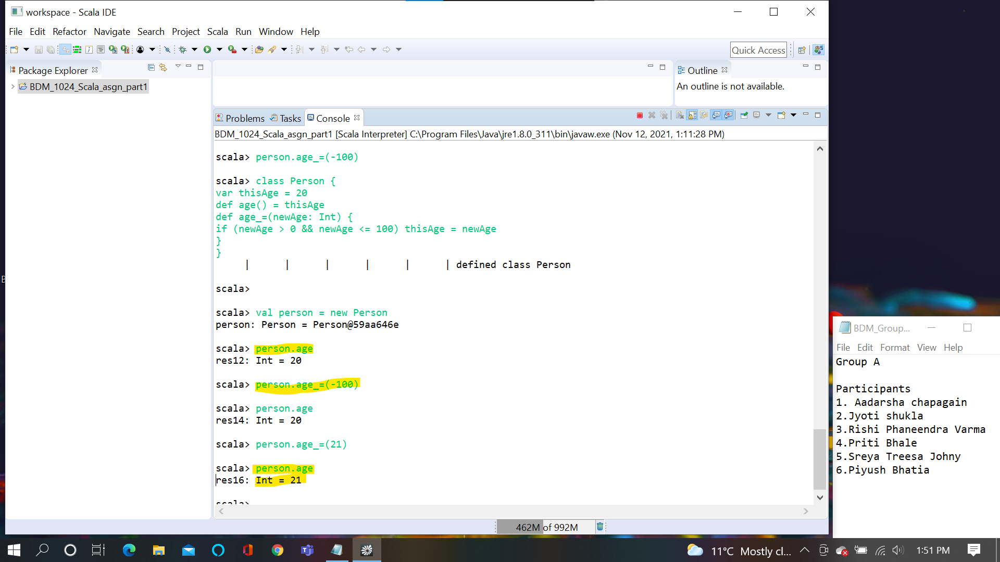 workspace - Scala IDE
File Edit Refactor Navigate Search Project Scala Run Window Help
Quick Access
Package Explorer
BDM_1024_Scala_asgn_part1
Outline
An outline is not available.
Problems Tasks Console
BDM_1024_Scala_asgn_part1 [Scala Interpreter] C:\Program Files\Java\jre1.8.0_311\bin\javaw.exe (Nov 12, 2021, 1:11:28 PM)
scala> person.age_=(-100)
scala> class Person {
var thisAge = 20
def age() = thisAge
def age_=(newAge: Int) {
if (newAge > 0 && newAge <= 100) thisAge = newAge
}
}
| | | | | | defined class Person
scala>
scala> val person = new Person
person: Person = Person@59aa646e
scala> person.age
res12: Int = 20
scala> person.age_=(-100)
scala> person.age
res14: Int = 20
scala> person.age_=(21)
scala> person.age
res16: Int = 21
scala>
462M of 992M
BDM_Group...
File Edit Format View Help
Group A
Participants
1. Aadarsha chapagain
2.Jyoti shukla
3.Rishi Phaneendra Varma
4.Priti Bhale
5.Sreya Treesa Johny
6.Piyush Bhatia
11°C Mostly cl...
1:51 PM